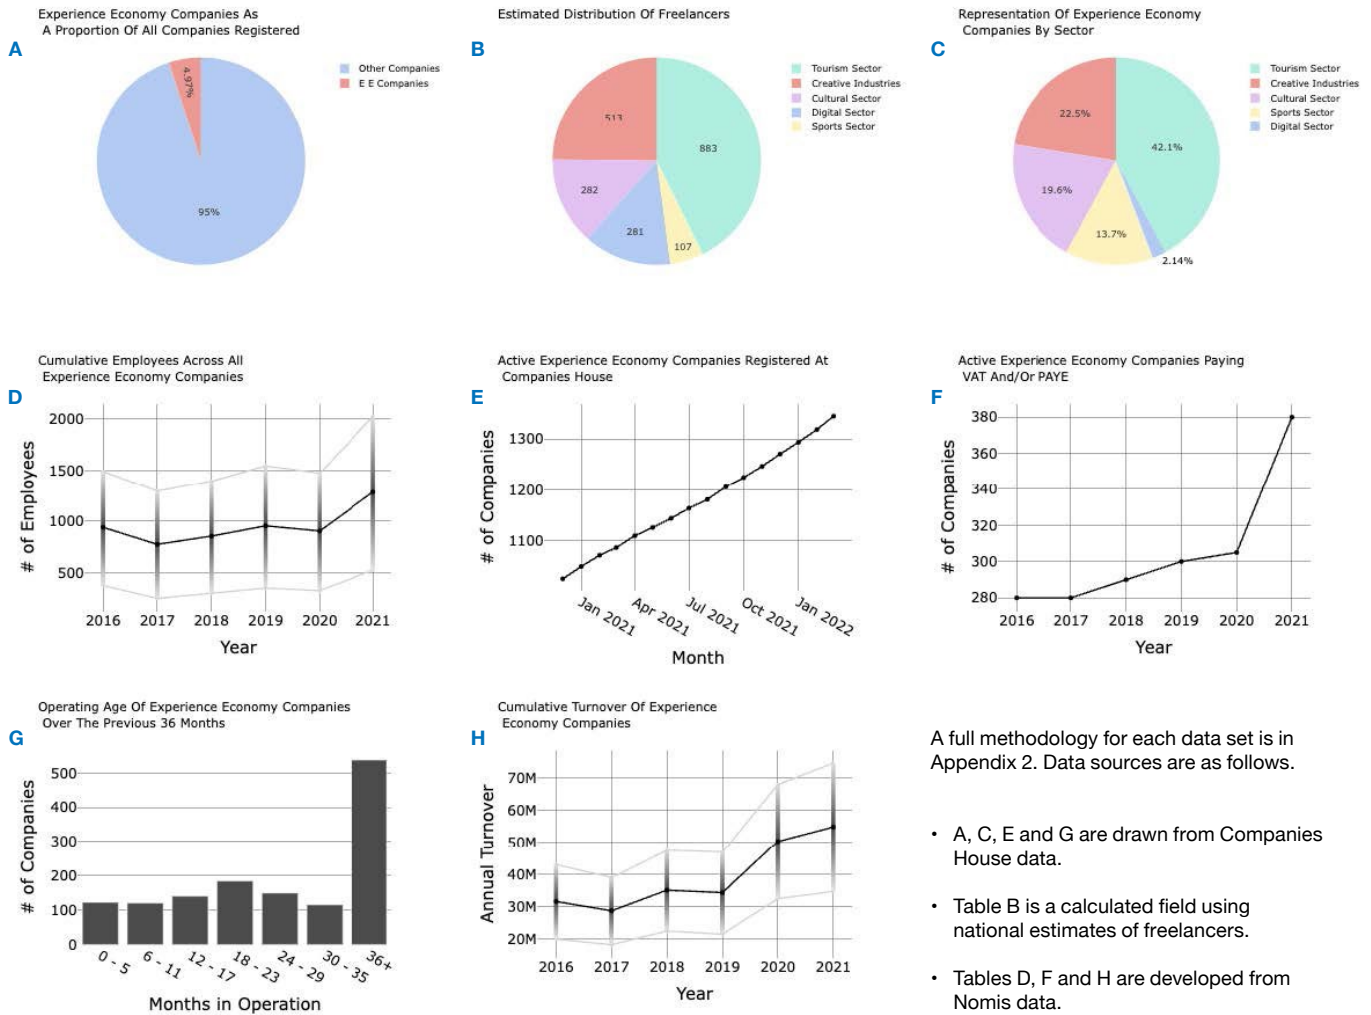 Experience Economy Companies As
A Proportion Of All Companies Registered
A
4.97%
95%
Other Companies
E E Companies
Estimated Distribution Of Freelancers
B
513
883
282
281
107
Tourism Sector
Creative Industries
Cultural Sector
Digital Sector
Sports Sector
Representation Of Experience Economy
Companies By Sector
C
22.5%
42.1%
19.6%
13.7%
2.14%
Tourism Sector
Creative Industries
Cultural Sector
Sports Sector
Digital Sector
Cumulative Employees Across All
Experience Economy Companies
D
# of Employees
2000
1500
1000
500
2016 2017 2018 2019 2020 2021
Year
Active Experience Economy Companies Registered At
Companies House
E
# of Companies
1300
1200
1100
Jan 2021 Apr 2021 Jul 2021 Oct 2021 Jan 2022
Month
Active Experience Economy Companies Paying
VAT And/Or PAYE
F
# of Companies
380
360
340
320
300
280
2016 2017 2018 2019 2020 2021
Year
Operating Age Of Experience Economy Companies
Over The Previous 36 Months
G
# of Companies
500
400
300
200
100
0
0 - 5 6 - 11 12 - 17 18 - 23 24 - 29 30 - 35 36+
Months in Operation
Cumulative Turnover Of Experience
Economy Companies
H
Annual Turnover
70M
60M
50M
40M
30M
20M
2016 2017 2018 2019 2020 2021
Year
A full methodology for each data set is in
Appendix 2. Data sources are as follows.
• A, C, E and G are drawn from Companies
House data.
• Table B is a calculated field using
national estimates of freelancers.
• Tables D, F and H are developed from
Nomis data.